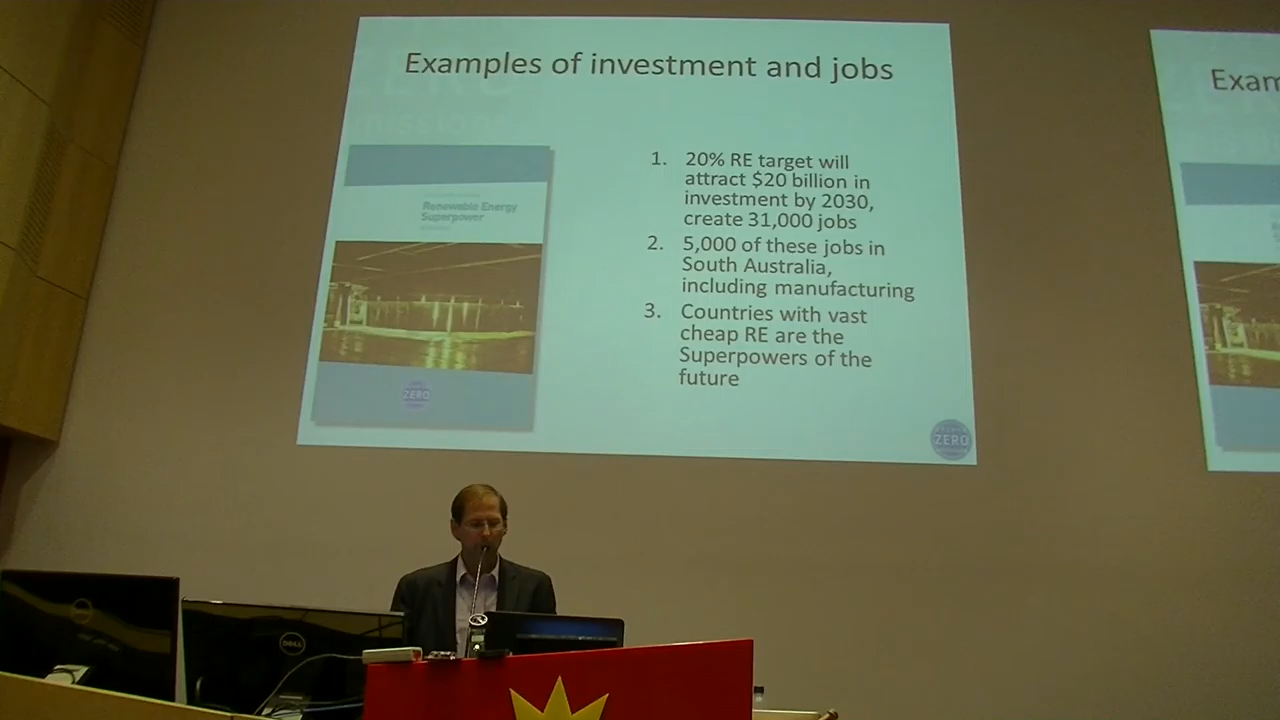 Examples of investment and jobs
1. 20% RE target will
attract $20 billion in
investment by 2030,
create 31,000 jobs
2. 5,000 of these jobs in
South Australia,
including manufacturing
3. Countries with vast
cheap RE are the
Superpowers of the
future
Renewable Energy
Superpower
ZERO
ZERO
Exam
DELL